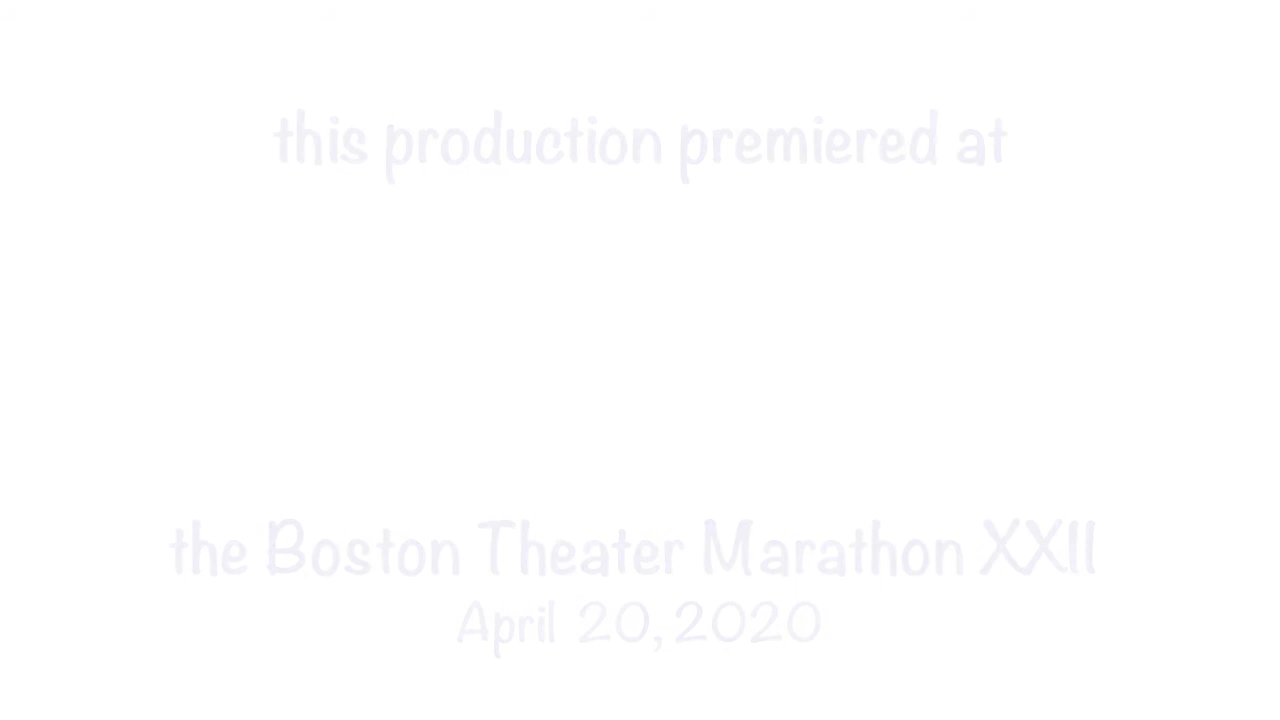 this production premiered at
the Boston Theater Marathon XXII
April 20, 2020